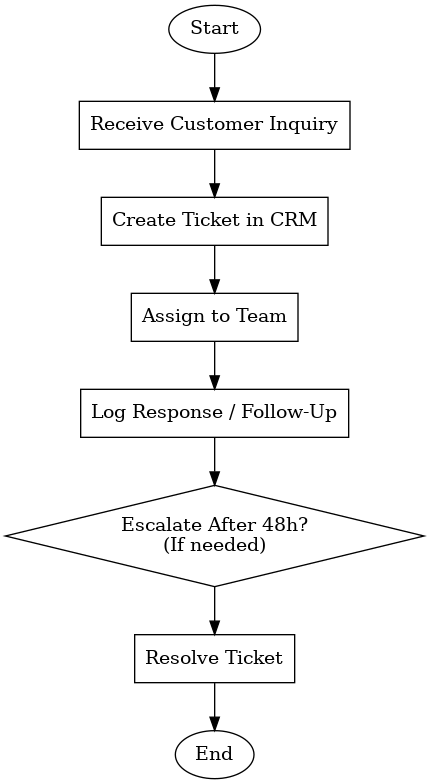 Start
Receive Customer Inquiry
Create Ticket in CRM
Assign to Team
Log Response / Follow-Up
Escalate After 48h?
(If needed)
Resolve Ticket
End